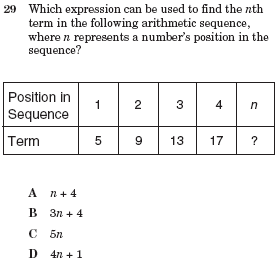 29 Which expression can be used to find the nth
term in the following arithmetic sequence,
where n represents a number's position in the
sequence?
Position in Sequence 1 2 3 4 n
Term 5 9 13 17 ?
A n + 4
B 3n + 4
C 5n
D 4n + 1